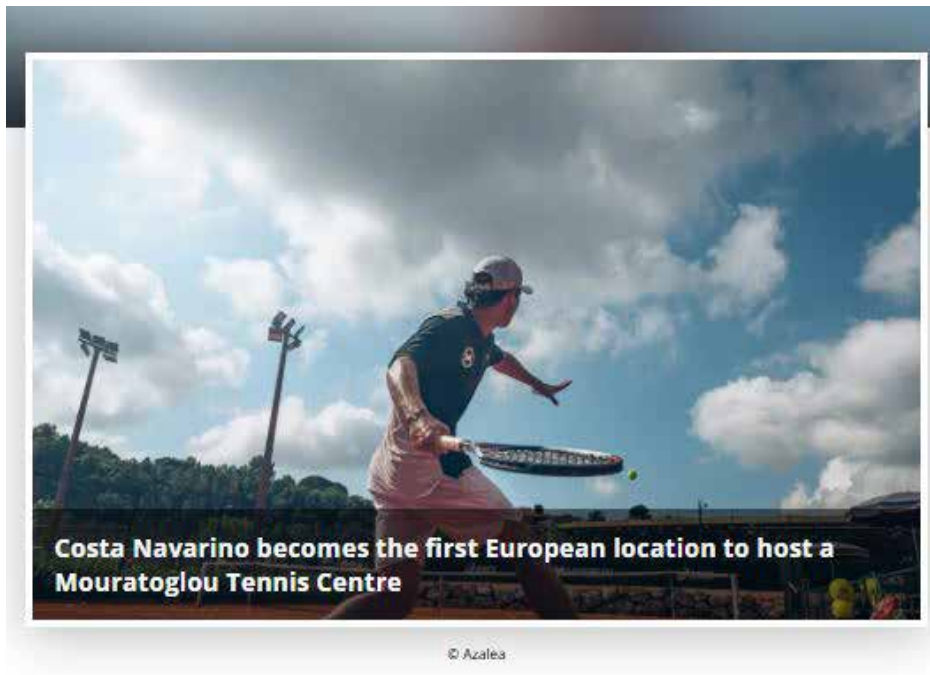 Costa Navarino becomes the first European location to host a
Mouratoglou Tennis Centre
© Azalea